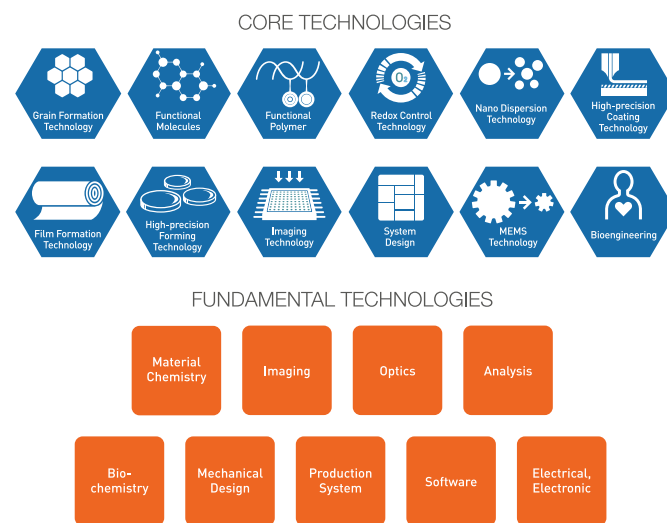 CORE TECHNOLOGIES
Grain Formation
Technology
Functional
Molecules
Functional
Polymer
O₂
Redox Control
Technology
Nano Dispersion
Technology
High-precision
Coating
Technology
Film Formation
Technology
High-precision
Forming
Technology
Imaging
Technology
System
Design
MEMS
Technology
Bioengineering
FUNDAMENTAL TECHNOLOGIES
Material
Chemistry
Imaging
Optics
Analysis
Bio-
chemistry
Mechanical
Design
Production
System
Software
Electrical,
Electronic